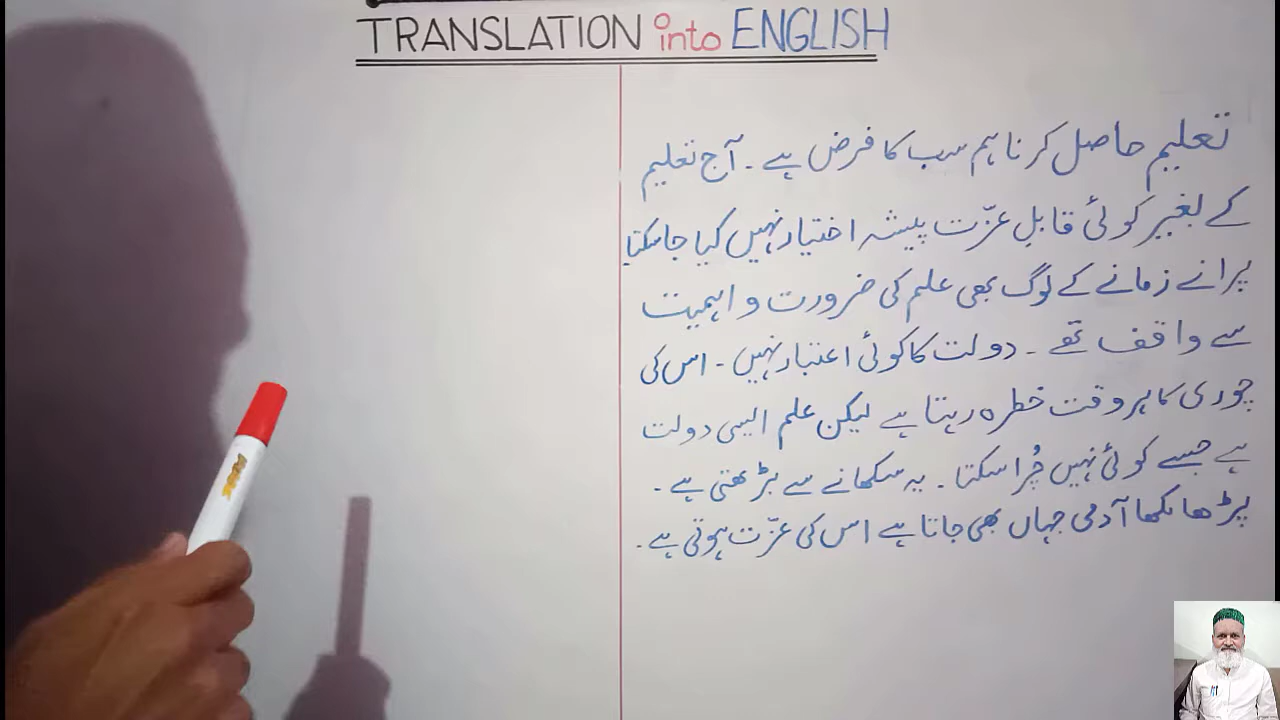 TRANSLATION into ENGLISH
تعلیم حاصل کرنا ہم سب کا فرض ہے ۔ آج تعلیم
کے بغیر کوئی قابلِ عزّت پیشہ اختیار نہیں کیا جا سکتا
پرانے زمانے کے لوگ بھی علم کی ضرورت و اہمیت
سے واقف تھے ۔ دولت کا کوئی اعتبار نہیں ۔ اس کی
چوری کا ہر وقت خطرہ رہتا ہے لیکن علم ایسی دولت
ہے جسے کوئی نہیں چُرا سکتا ۔ یہ سکھانے سے بڑھتی ہے ۔
پڑھا لکھا آدمی جہاں بھی جاتا ہے اس کی عزّت ہوتی ہے ۔